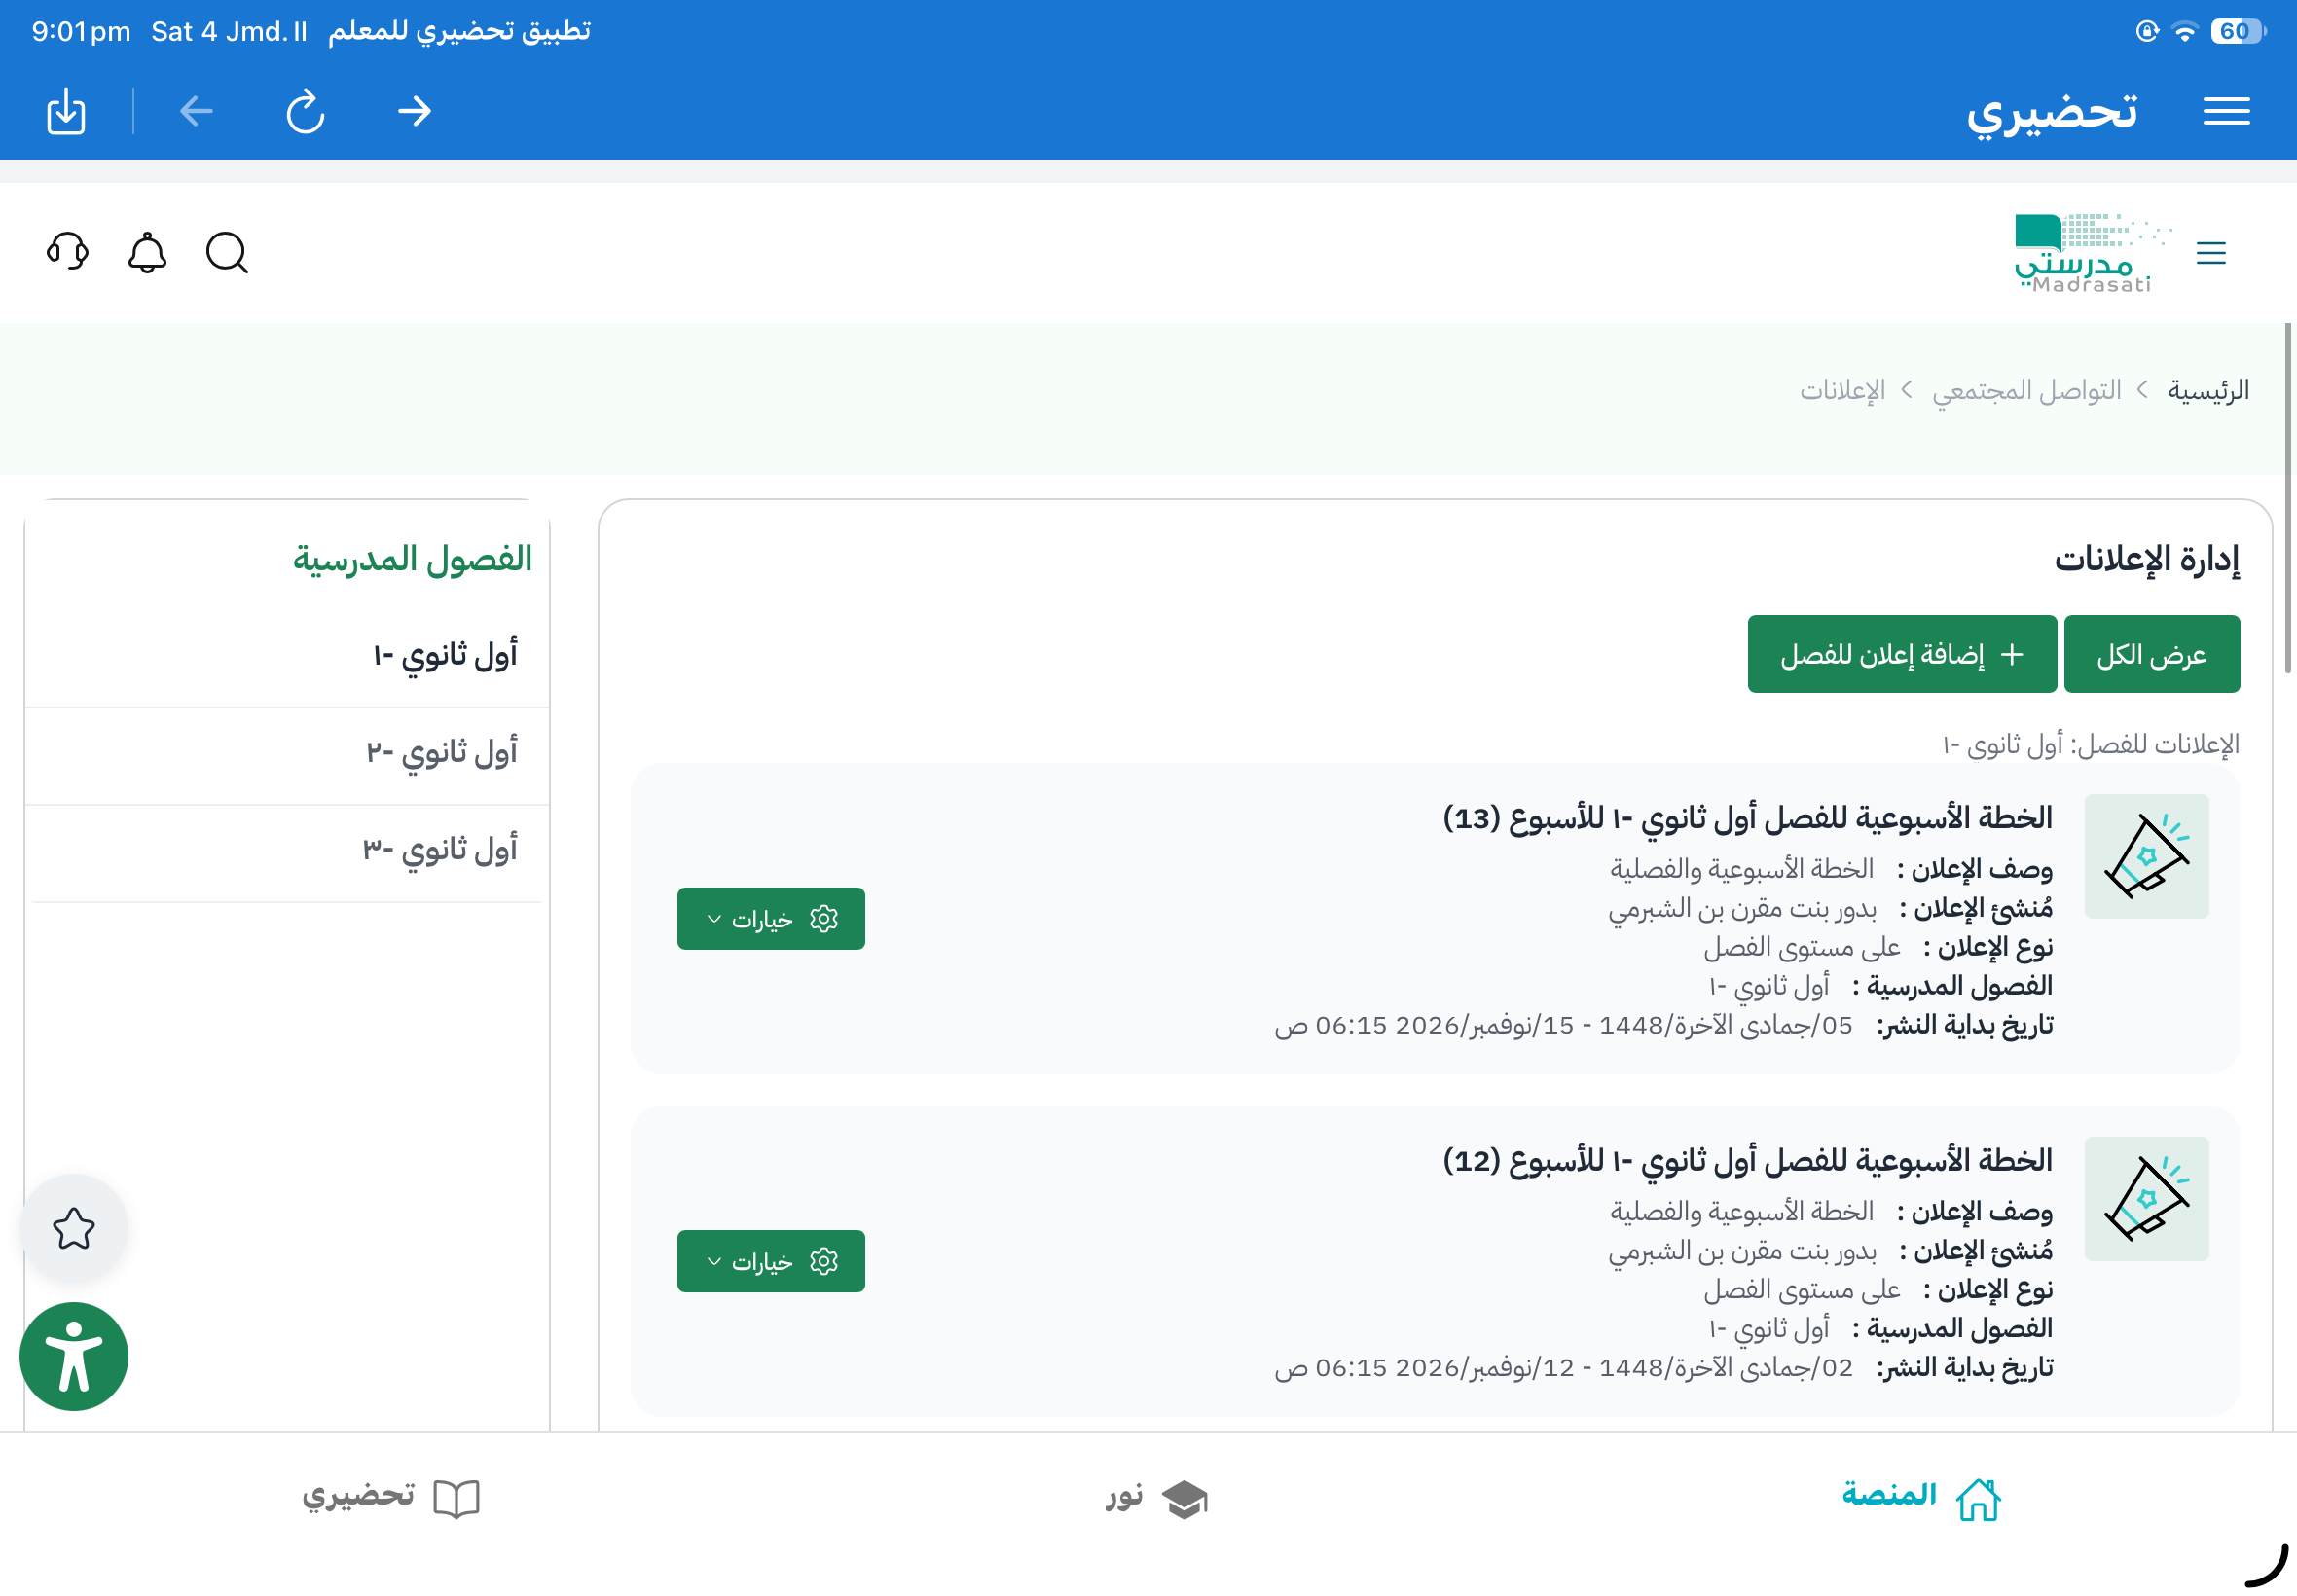 9:01pm Sat 4 Jmd. II تطبيق تحضيري للمعلم
60
تحضيري
مدرستي
Madrasati
الرئيسية > التواصل المجتمعي > الإعلانات
إدارة الإعلانات
عرض الكل
+ إضافة إعلان للفصل
الإعلانات للفصل: أول ثانوي -١
الخطة الأسبوعية للفصل أول ثانوي -١ للأسبوع (13)
وصف الإعلان : الخطة الأسبوعية والفصلية
مُنشئ الإعلان : بدور بنت مقرن بن الشبرمي
نوع الإعلان : على مستوى الفصل
الفصول المدرسية : أول ثانوي -١
تاريخ بداية النشر: 05/جمادى الآخرة/1448 - 15/نوفمبر/2026 06:15 ص
خيارات
الخطة الأسبوعية للفصل أول ثانوي -١ للأسبوع (12)
وصف الإعلان : الخطة الأسبوعية والفصلية
مُنشئ الإعلان : بدور بنت مقرن بن الشبرمي
نوع الإعلان : على مستوى الفصل
الفصول المدرسية : أول ثانوي -١
تاريخ بداية النشر: 02/جمادى الآخرة/1448 - 12/نوفمبر/2026 06:15 ص
خيارات
الفصول المدرسية
أول ثانوي -١
أول ثانوي -٢
أول ثانوي -٣
المنصة
نور
تحضيري